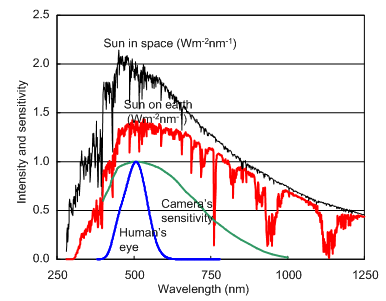 2.5
Sun in space (Wm-2nm-1)
2.0
Sun on earth
(Wm-2nm-1)
1.5
1.0
Camera's
sensitivity
Human's
eye
0.5
0.0
250
500
750
1000
1250
Wavelength (nm)
Intensity and sensitivity